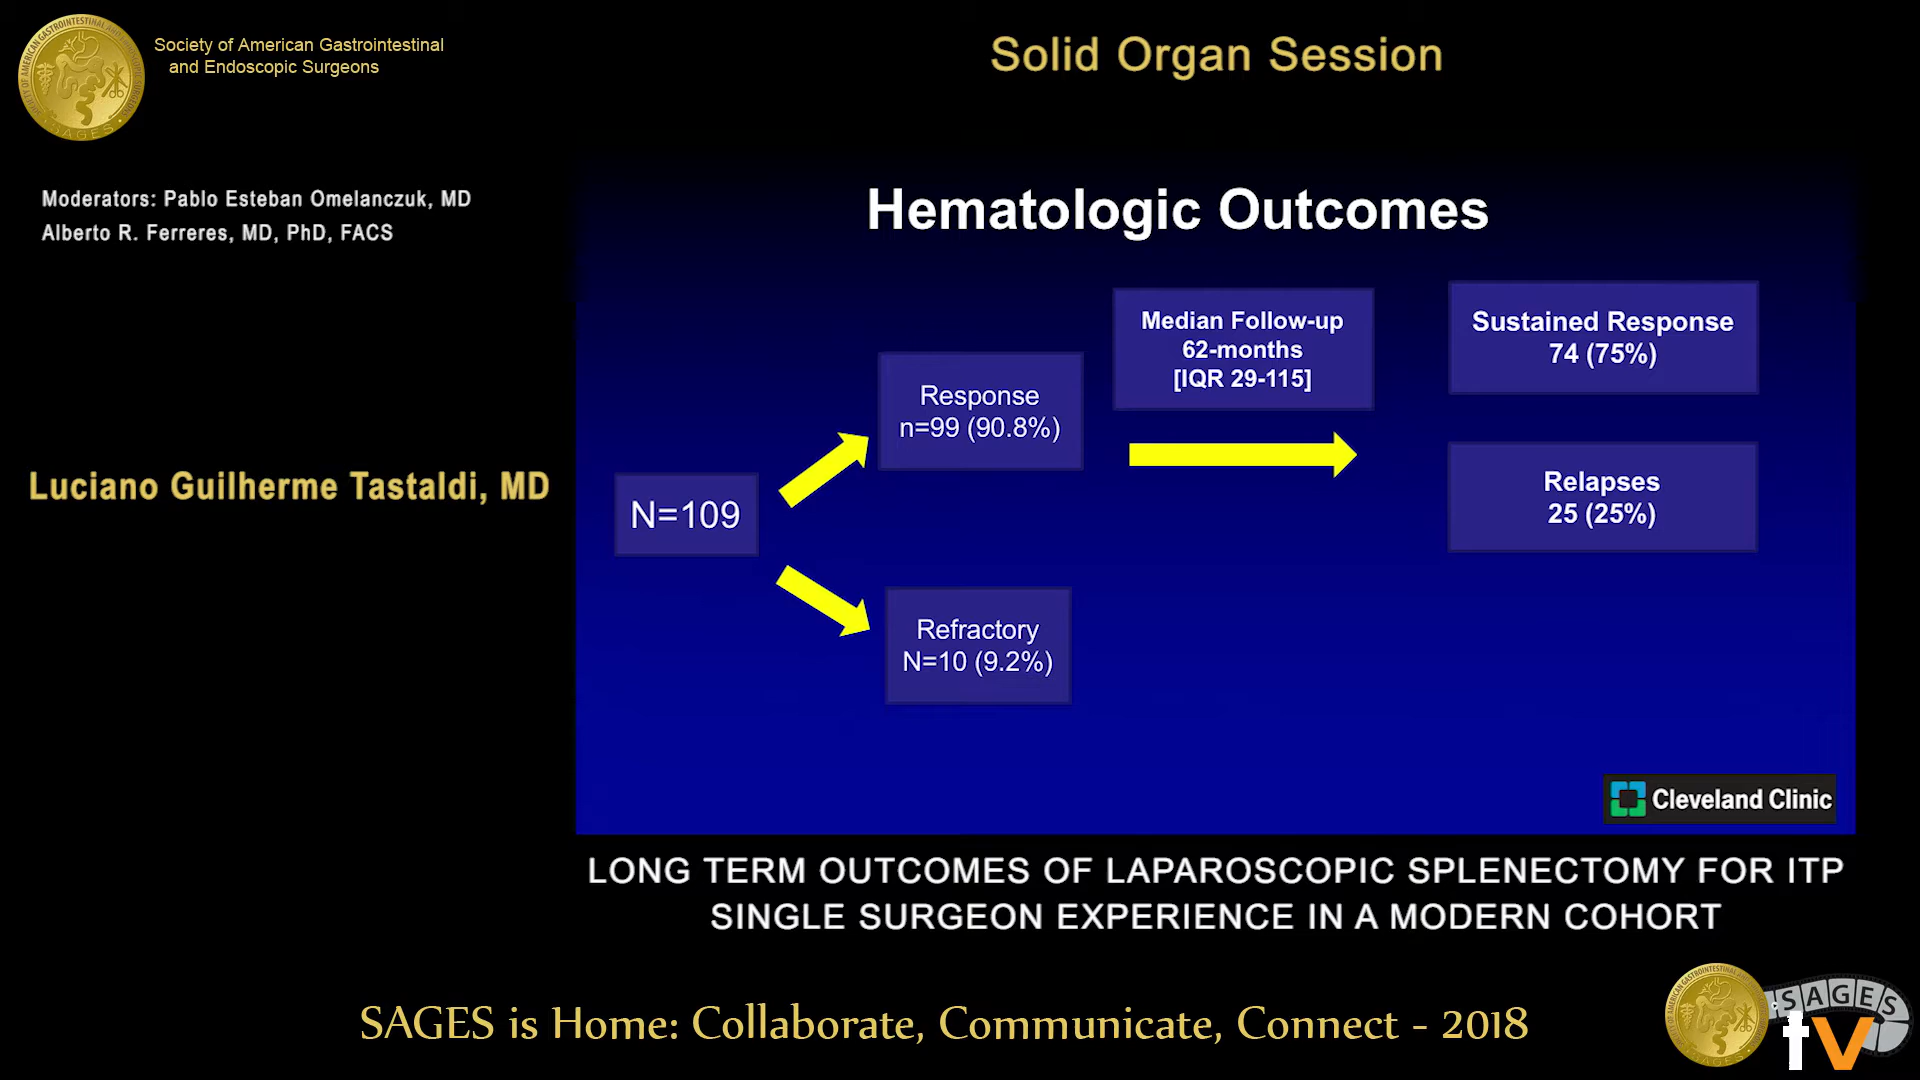 Society of American Gastrointestinal
and Endoscopic Surgeons
Solid Organ Session
Moderators: Pablo Esteban Omelanczuk, MD
Alberto R. Ferreres, MD, PhD, FACS
Luciano Guilherme Tastaldi, MD
Hematologic Outcomes
N=109
Response
n=99 (90.8%)
Refractory
N=10 (9.2%)
Median Follow-up
62-months
[IQR 29-115]
Sustained Response
74 (75%)
Relapses
25 (25%)
Cleveland Clinic
LONG TERM OUTCOMES OF LAPAROSCOPIC SPLENECTOMY FOR ITP
SINGLE SURGEON EXPERIENCE IN A MODERN COHORT
SAGES is Home: Collaborate, Communicate, Connect - 2018
SAGES
tv